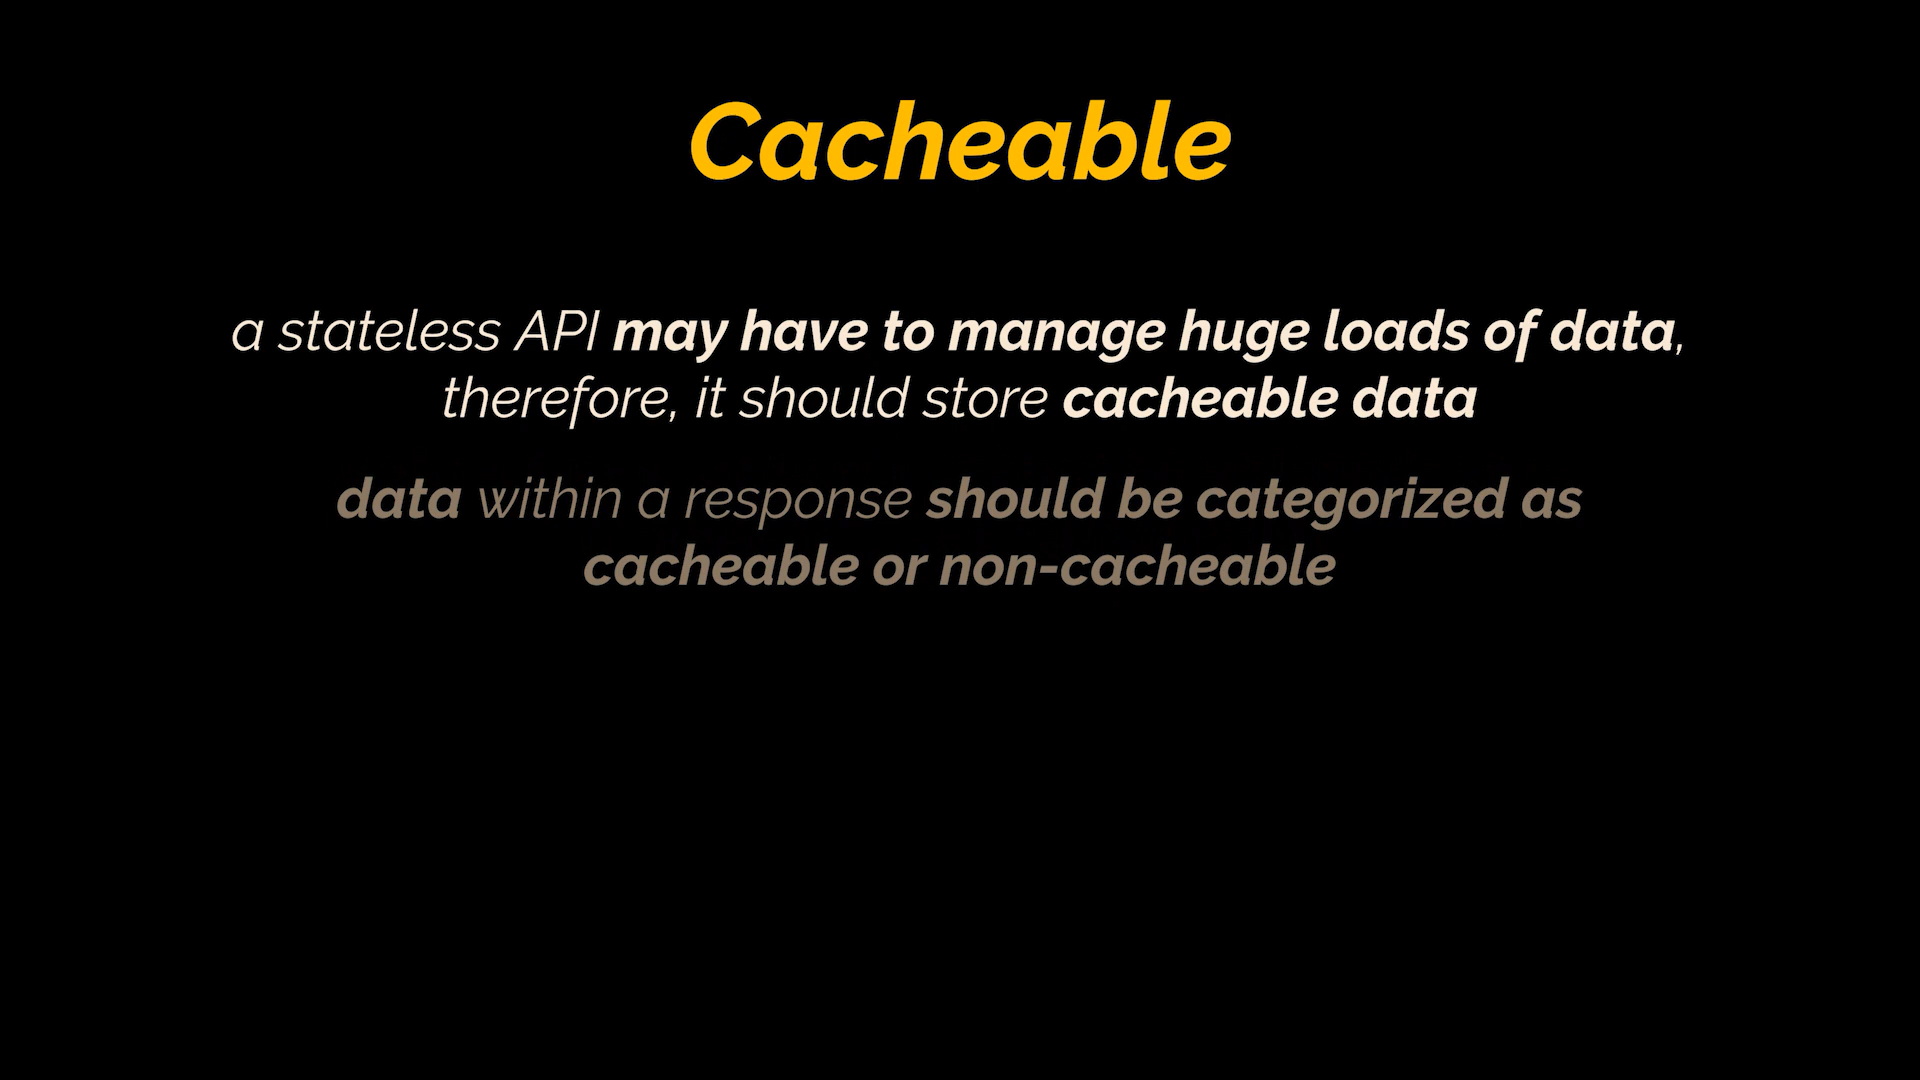 Cacheable
a stateless API may have to manage huge loads of data,
therefore, it should store cacheable data
data within a response should be categorized as
cacheable or non-cacheable